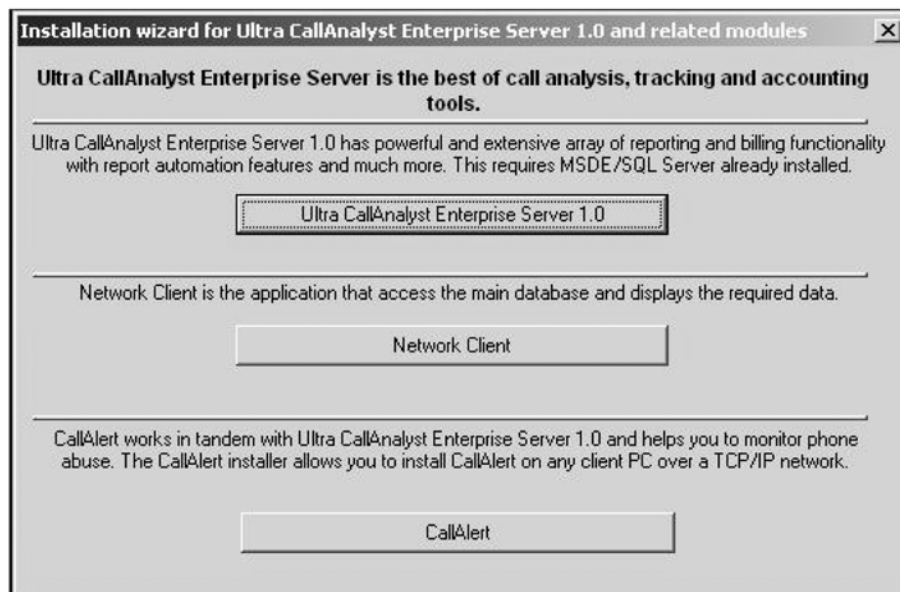 Installation wizard for Ultra CallAnalyst Enterprise Server 1.0 and related modules
Ultra CallAnalyst Enterprise Server is the best of call analysis, tracking and accounting
tools.
Ultra CallAnalyst Enterprise Server 1.0 has powerful and extensive array of reporting and billing functionality
with report automation features and much more. This requires MSDE/SQL Server already installed.
Ultra CallAnalyst Enterprise Server 1.0
Network Client is the application that access the main database and displays the required data.
Network Client
CallAlert works in tandem with Ultra CallAnalyst Enterprise Server 1.0 and helps you to monitor phone
abuse. The CallAlert installer allows you to install CallAlert on any client PC over a TCP/IP network.
CallAlert